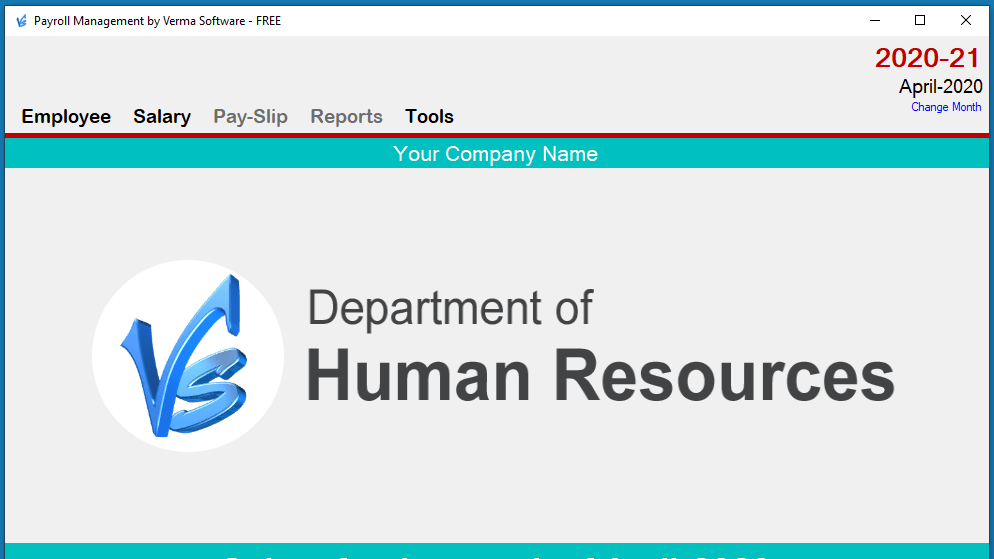 Payroll Management by Verma Software - FREE
2020-21
April-2020
Change Month
Employee Salary Pay-Slip Reports Tools
Your Company Name
VS
Department of
Human Resources